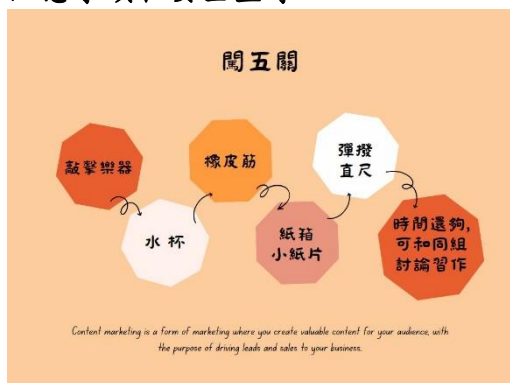 闖五關
敲擊樂器
水杯
橡皮筋
紙箱
小紙片
彈撥
直尺
時間還夠,
可和同組
討論習作
Content marketing is a form of marketing where you create valuable content for your audience, with
the purpose of driving leads and sales to your business.